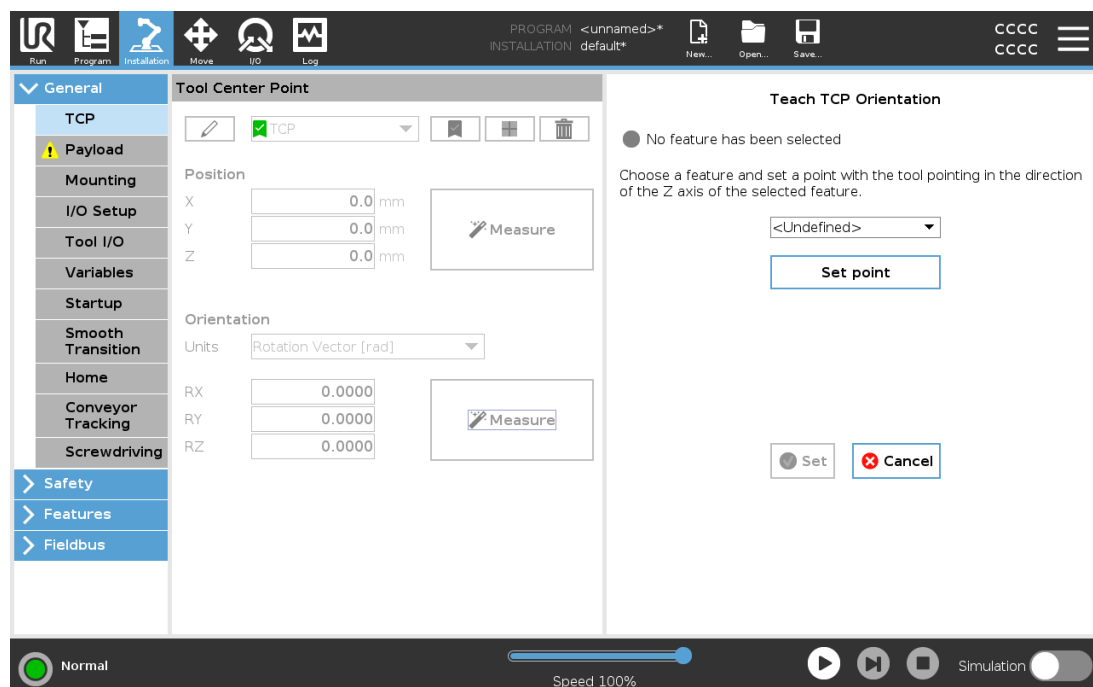 UR
Run
Program
Installation
Move
I/O
Log
PROGRAM <unnamed>*
INSTALLATION default*
New...
Open...
Save...
CCCC
CCCC
General
TCP
Payload
Mounting
I/O Setup
Tool I/O
Variables
Startup
Smooth
Transition
Home
Conveyor
Tracking
Screwdriving
Safety
Features
Fieldbus
Tool Center Point
TCP
Position
X 0.0 mm
Y 0.0 mm
Z 0.0 mm
Measure
Orientation
Units Rotation Vector [rad]
RX 0.0000
RY 0.0000
RZ 0.0000
Measure
Teach TCP Orientation
No feature has been selected
Choose a feature and set a point with the tool pointing in the direction
of the Z axis of the selected feature.
<Undefined>
Set point
Set
Cancel
Normal
Speed 100%
Simulation